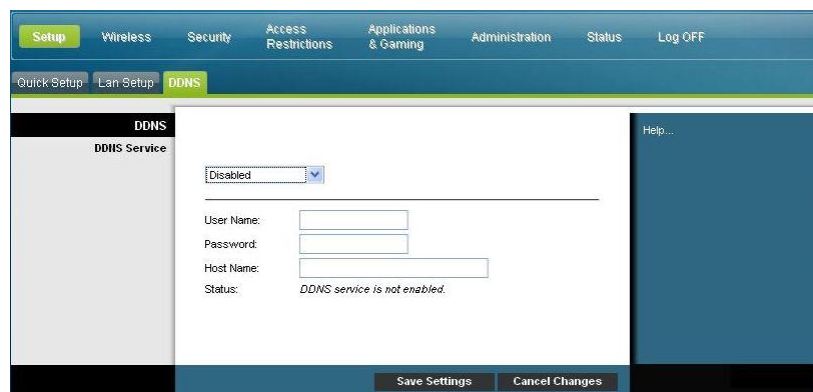 Setup
Wireless
Security
Access Restrictions
Applications & Gaming
Administration
Status
Log OFF
Quick Setup
Lan Setup
DDNS
DDNS
DDNS Service
Help...
Disabled
User Name:
Password:
Host Name:
Status: DDNS service is not enabled.
Save Settings
Cancel Changes